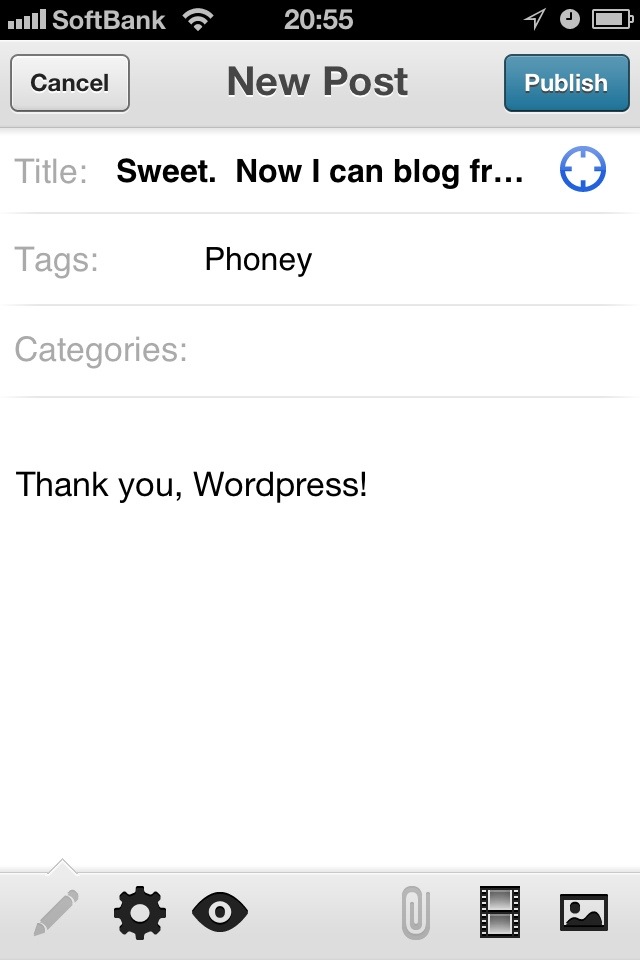 SoftBank 20:55
Cancel New Post Publish
Title: Sweet.  Now I can blog fr...
Tags: Phoney
Categories:
Thank you, Wordpress!